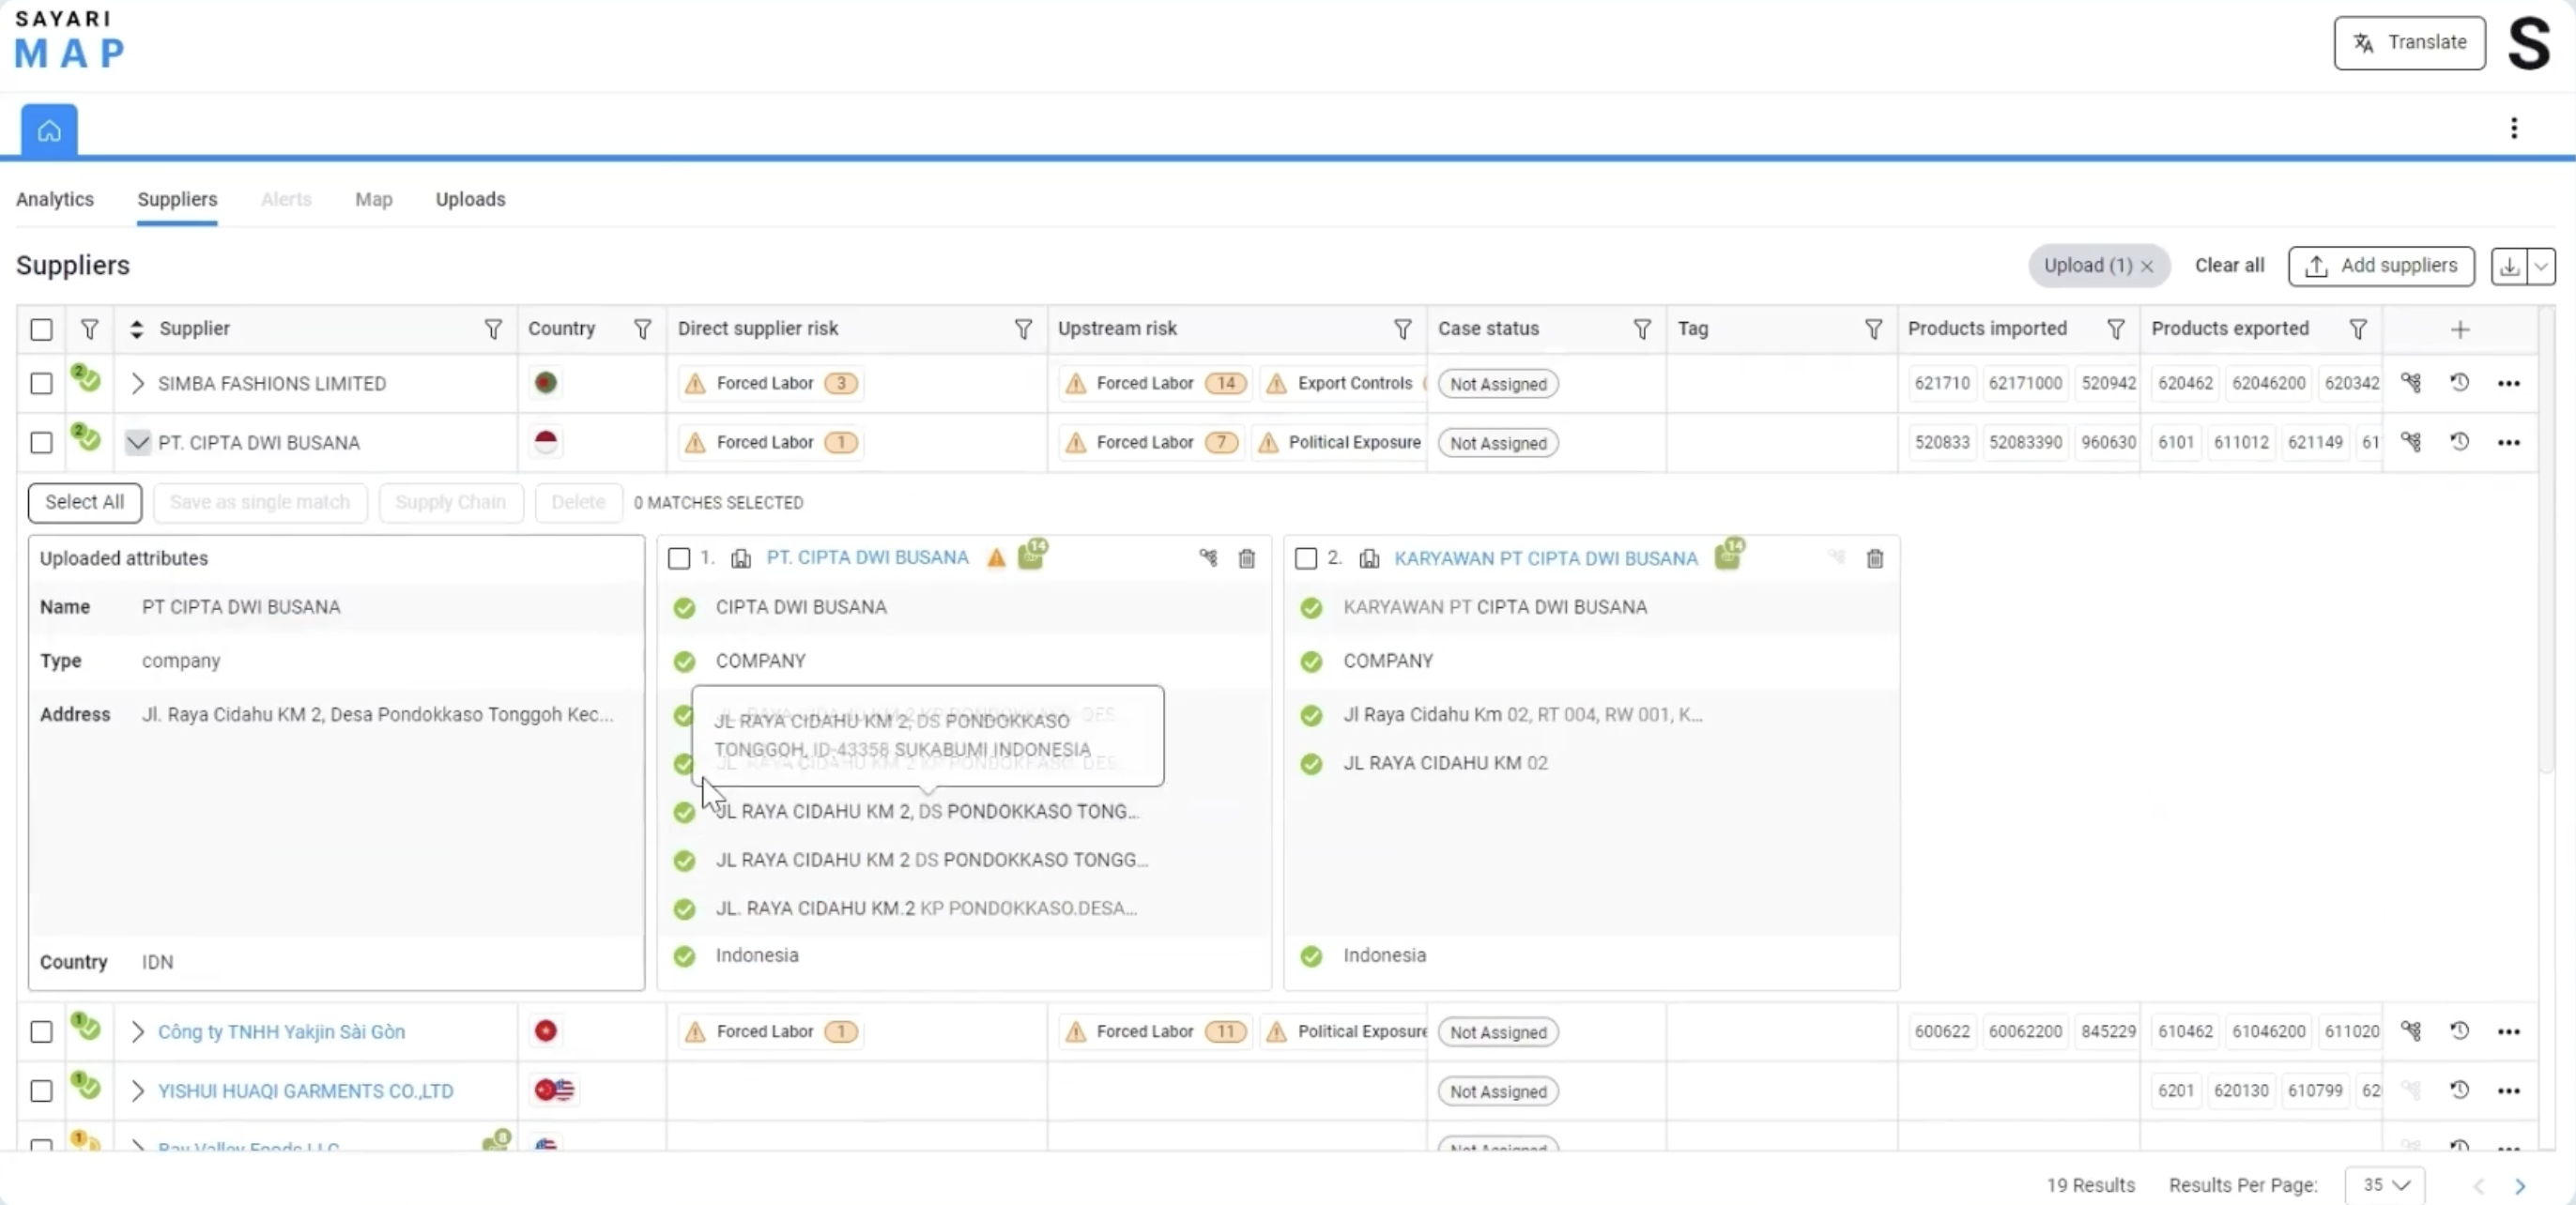 SAYARI
MAP
Translate
S
Analytics Suppliers Alerts Map Uploads
Suppliers
Upload (1) Clear all Add suppliers
Supplier Country Direct supplier risk Upstream risk Case status Tag Products imported Products exported
2 SIMBA FASHIONS LIMITED Forced Labor 3 Forced Labor 14 Export Controls Not Assigned 621710 62171000 520942 620462 62046200 620342
2 PT. CIPTA DWI BUSANA Forced Labor 1 Forced Labor 7 Political Exposure Not Assigned 520833 52083390 960630 6101 611012 621149 61
Select All Save as single match Supply Chain Delete 0 MATCHES SELECTED
Uploaded attributes
Name PT CIPTA DWI BUSANA
Type company
Address Jl. Raya Cidahu KM 2, Desa Pondokkaso Tonggoh Kec...
Country IDN
1. PT. CIPTA DWI BUSANA 14
CIPTA DWI BUSANA
COMPANY
JL RAYA CIDAHU KM 2, DS PONDOKKASO
TONGGOH, ID-43358 SUKABUMI INDONESIA
JL RAYA CIDAHU KM 2, DS PONDOKKASO TONG...
JL RAYA CIDAHU KM 2 DS PONDOKKASO TONGG...
JL. RAYA CIDAHU KM.2 KP PONDOKKASO.DESA...
Indonesia
2. KARYAWAN PT CIPTA DWI BUSANA 14
KARYAWAN PT CIPTA DWI BUSANA
COMPANY
Jl Raya Cidahu Km 02, RT 004, RW 001, K...
JL RAYA CIDAHU KM 02
Indonesia
1 Công ty TNHH Yakjin Sài Gòn Forced Labor 1 Forced Labor 11 Political Exposure Not Assigned 600622 60062200 845229 610462 61046200 611020
1 YISHUI HUAQI GARMENTS CO.,LTD Not Assigned 6201 620130 610799 62
1 Ray Valley Foods LLC 8 Not Assigned
19 Results Results Per Page: 35